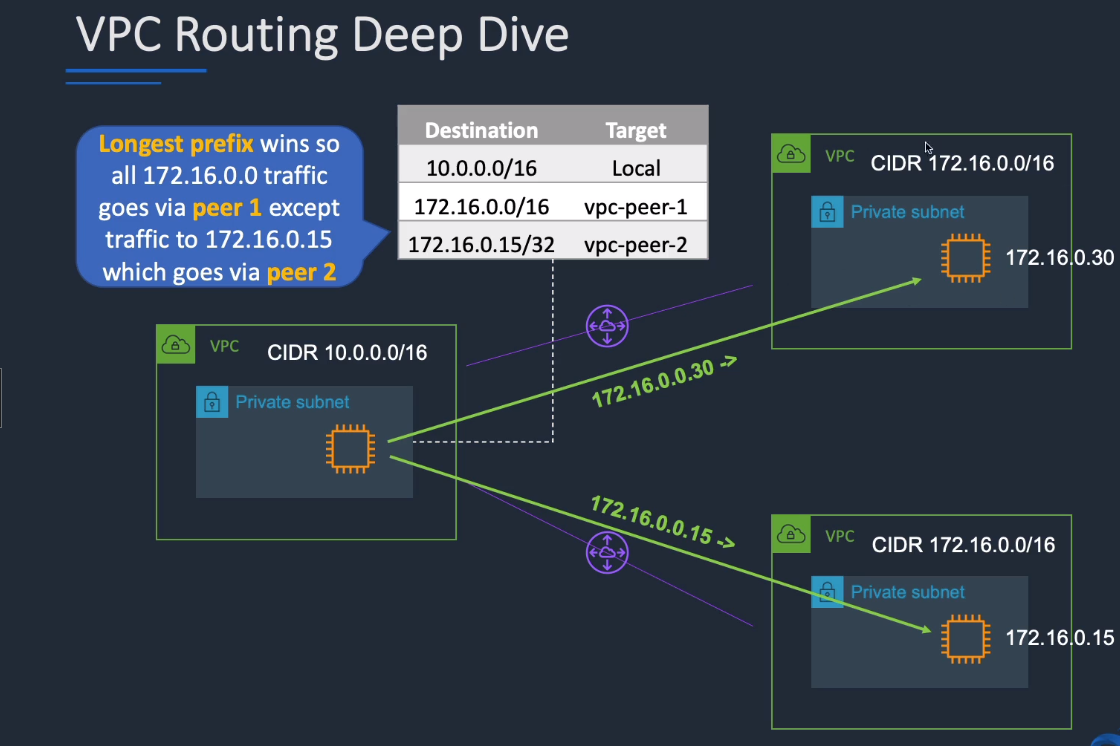 VPC Routing Deep Dive
Longest prefix wins so
all 172.16.0.0 traffic
goes via peer 1 except
traffic to 172.16.0.15
which goes via peer 2
Destination Target
10.0.0.0/16 Local
172.16.0.0/16 vpc-peer-1
172.16.0.15/32 vpc-peer-2
VPC CIDR 172.16.0.0/16
Private subnet
172.16.0.30
VPC CIDR 10.0.0.0/16
Private subnet
172.16.0.0.30 ->
172.16.0.0.15 ->
VPC CIDR 172.16.0.0/16
Private subnet
172.16.0.15